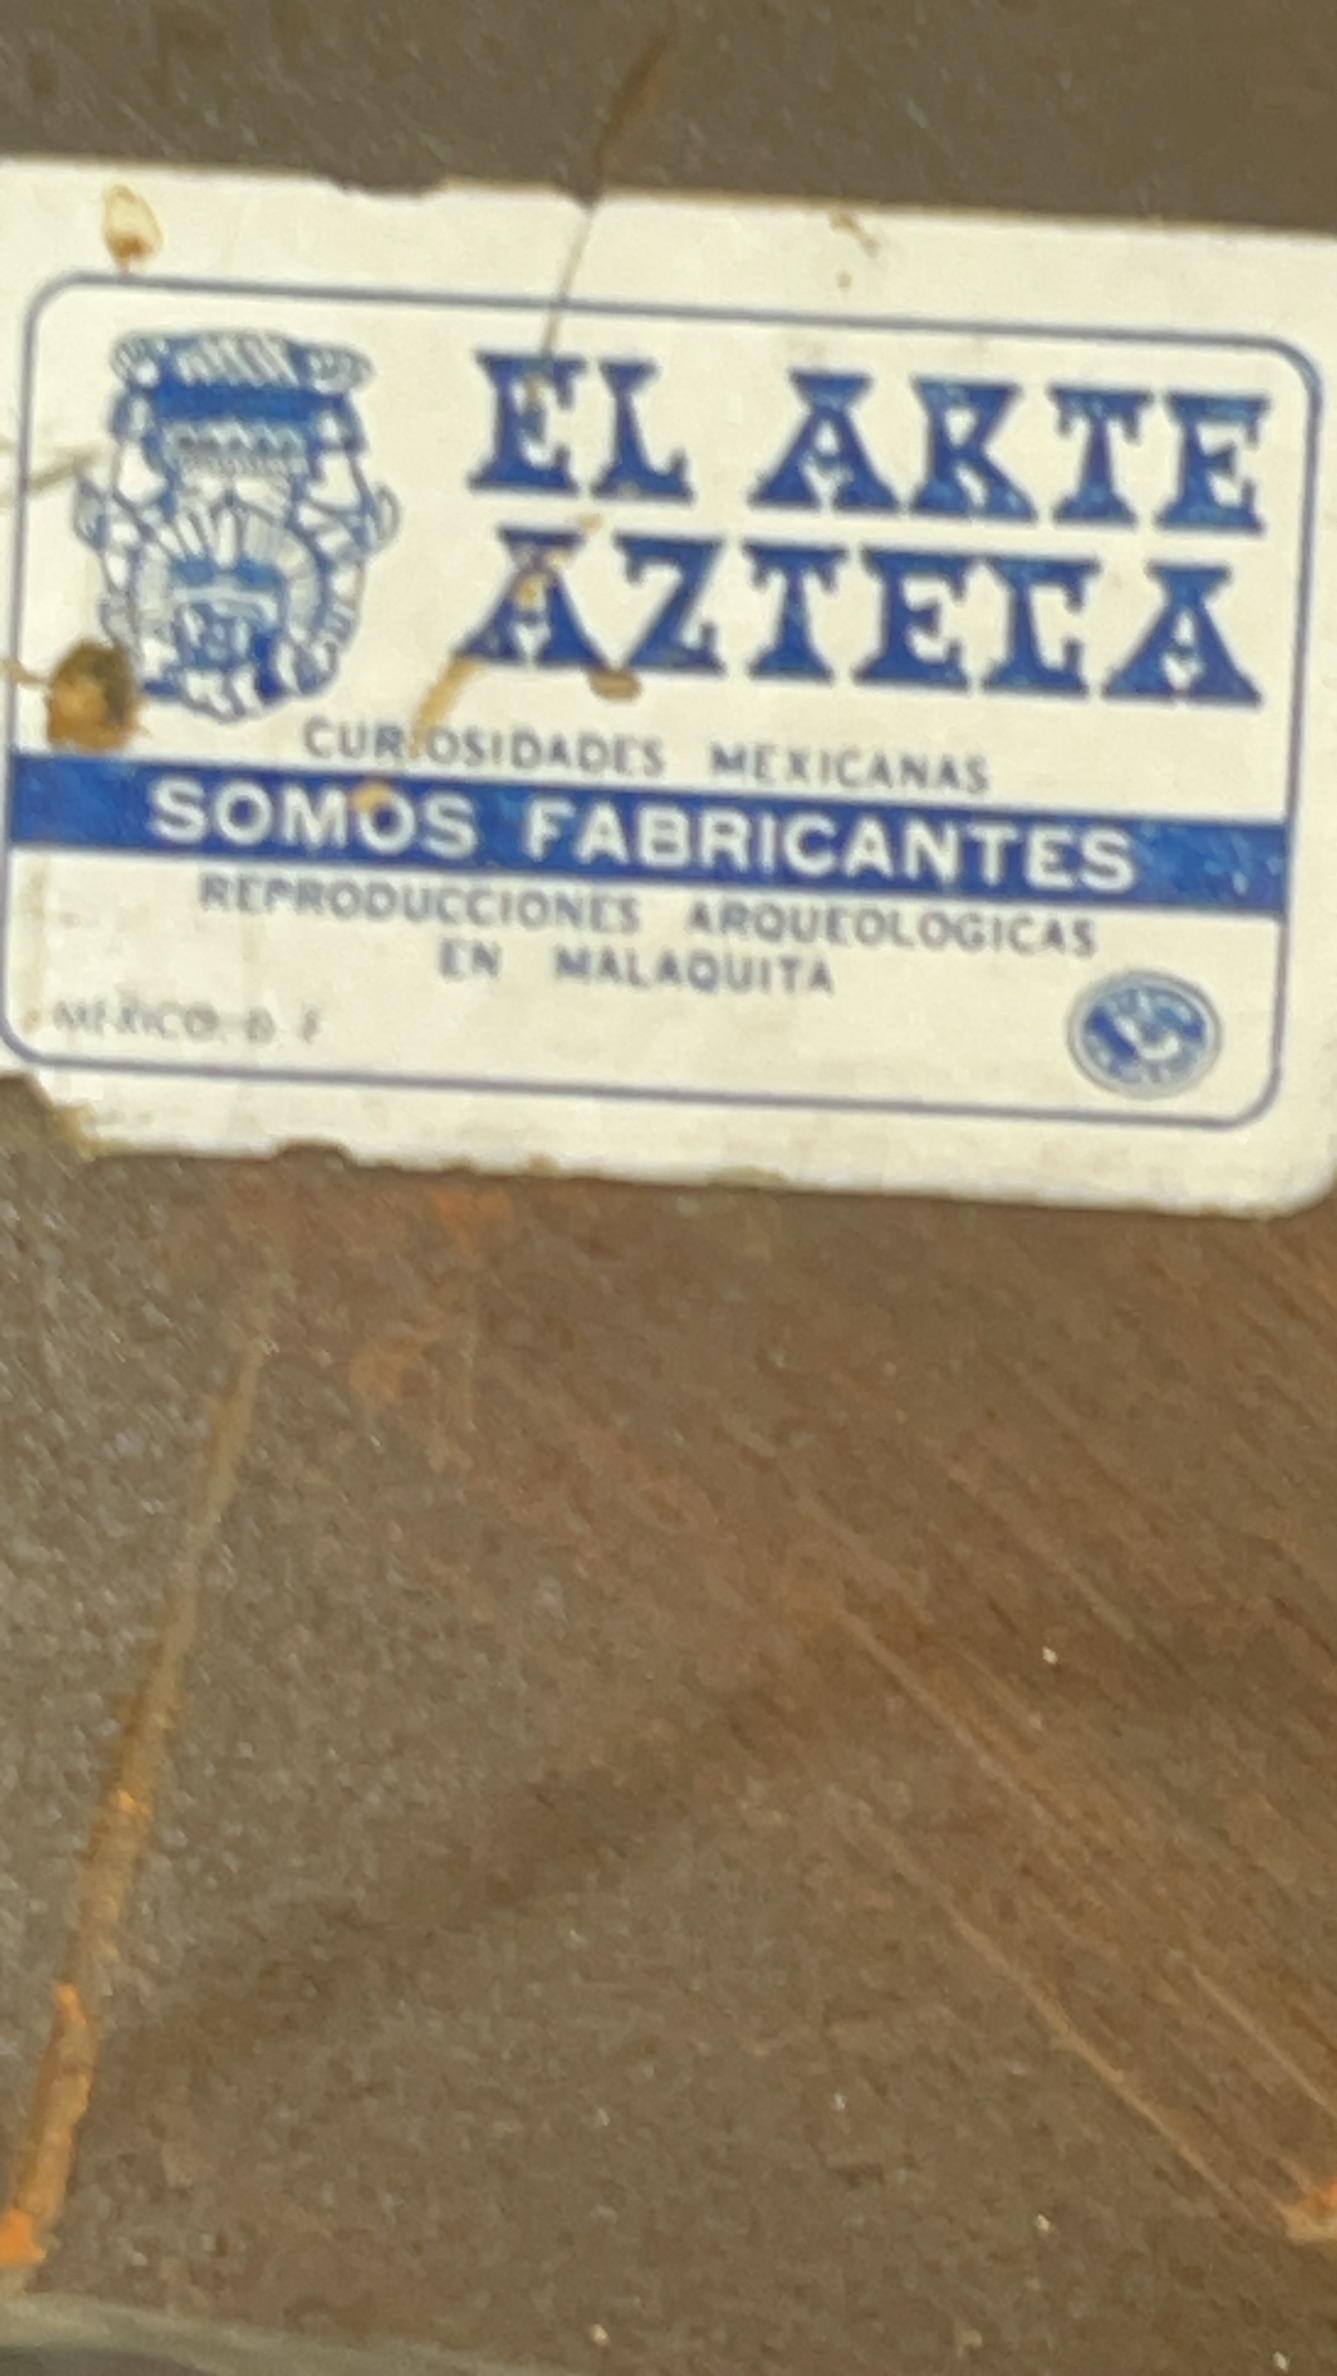 EL ARTE
AZTECA
CURIOSIDADES MEXICANAS
SOMOS FABRICANTES
REPRODUCCIONES ARQUEOLOGICAS
EN MALAQUITA
MEXICO, D. F.